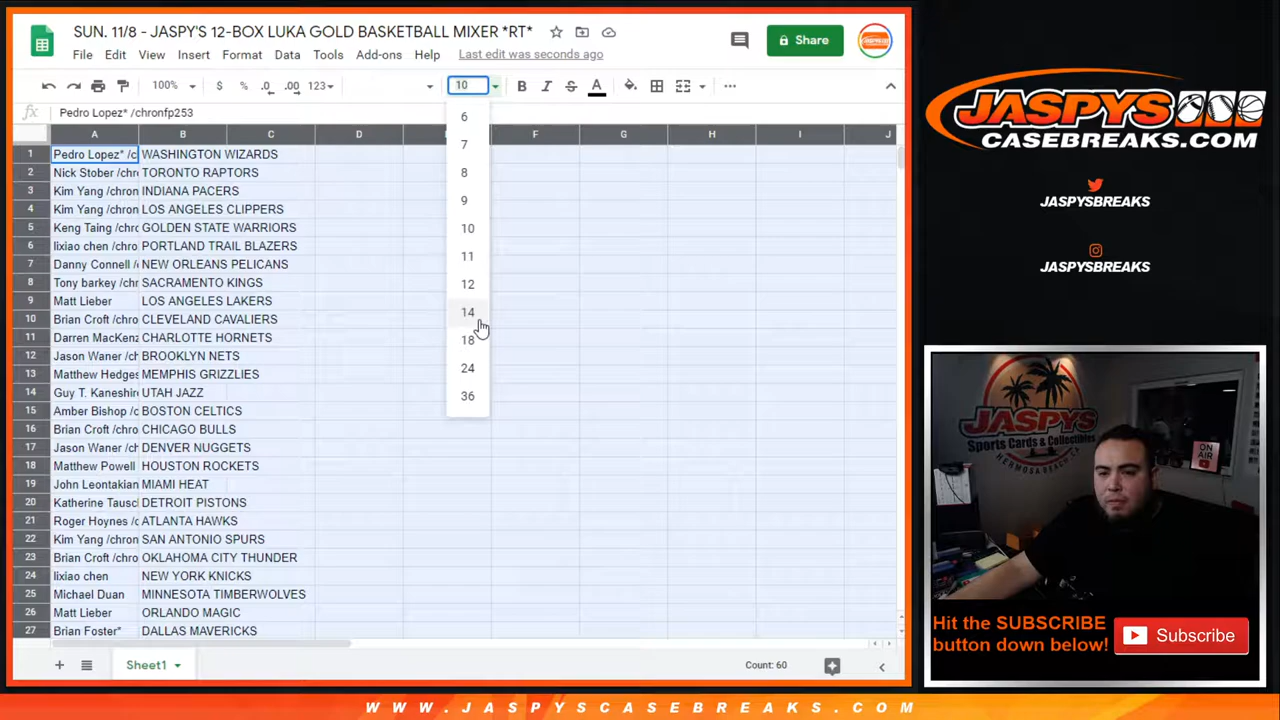 SUN. 11/8 - JASPY'S 12-BOX LUKA GOLD BASKETBALL MIXER *RT*
File Edit View Insert Format Data Tools Add-ons Help Last edit was seconds ago
Share
100% $ % .0 .00 123 10
Pedro Lopez* /chronfp253
A B C D F G H I J
1 Pedro Lopez* /c WASHINGTON WIZARDS
2 Nick Stober /chro TORONTO RAPTORS
3 Kim Yang /chron INDIANA PACERS
4 Kim Yang /chron LOS ANGELES CLIPPERS
5 Keng Taing /chro GOLDEN STATE WARRIORS
6 lixiao chen /chro PORTLAND TRAIL BLAZERS
7 Danny Connell / NEW ORLEANS PELICANS
8 Tony barkey /chr SACRAMENTO KINGS
9 Matt Lieber LOS ANGELES LAKERS
10 Brian Croft /chro CLEVELAND CAVALIERS
11 Darren MacKenz CHARLOTTE HORNETS
12 Jason Waner /ch BROOKLYN NETS
13 Matthew Hedges MEMPHIS GRIZZLIES
14 Guy T. Kaneshir UTAH JAZZ
15 Amber Bishop /c BOSTON CELTICS
16 Brian Croft /chro CHICAGO BULLS
17 Jason Waner /ch DENVER NUGGETS
18 Matthew Powell HOUSTON ROCKETS
19 John Leontakian MIAMI HEAT
20 Katherine Tausc DETROIT PISTONS
21 Roger Hoynes /c ATLANTA HAWKS
22 Kim Yang /chron SAN ANTONIO SPURS
23 Brian Croft /chro OKLAHOMA CITY THUNDER
24 lixiao chen NEW YORK KNICKS
25 Michael Duan MINNESOTA TIMBERWOLVES
26 Matt Lieber ORLANDO MAGIC
27 Brian Foster* DALLAS MAVERICKS
6
7
8
9
10
11
12
14
18
24
36
Sheet1
Count: 60
JASPYS
CASEBREAKS.COM
JASPYSBREAKS
JASPYSBREAKS
JASPYS
Sports Cards & Collectibles
HERMOSA BEACH CA
ON AIR
Hit the SUBSCRIBE
button down below!
Subscribe
WWW.JASPYSCASEBREAKS.COM